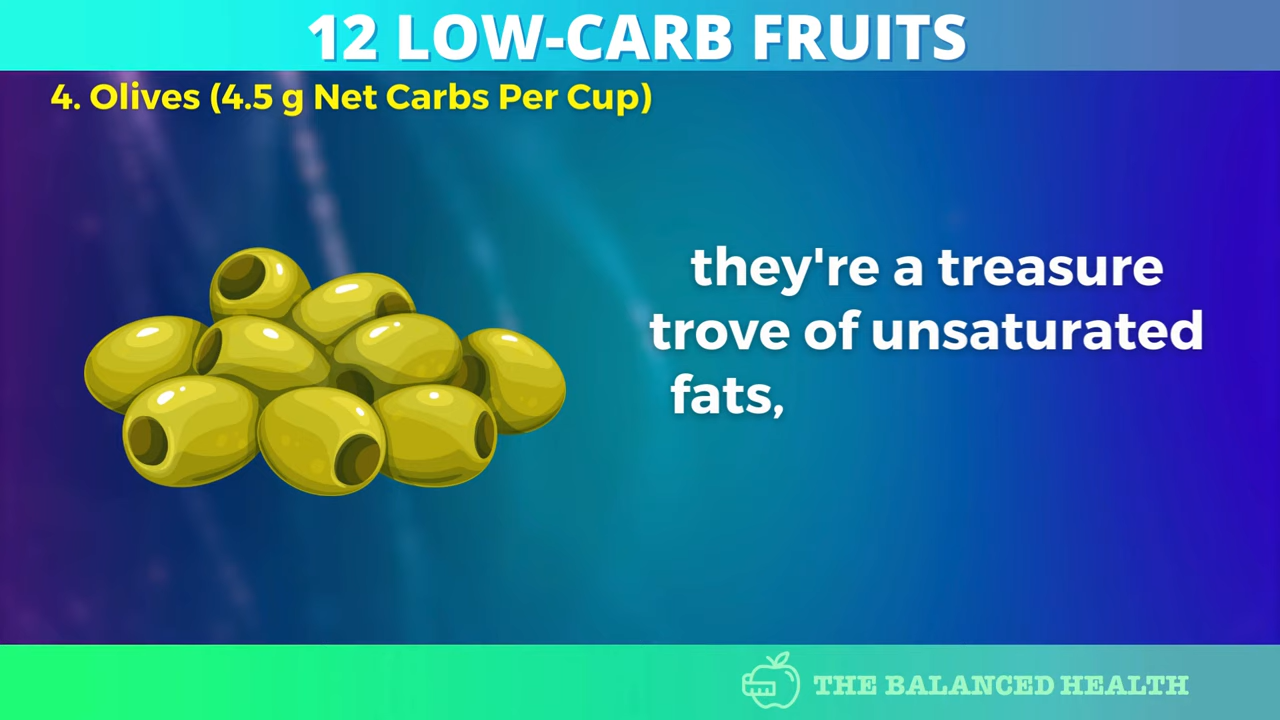 12 LOW-CARB FRUITS
4. Olives (4.5 g Net Carbs Per Cup)
they're a treasure
trove of unsaturated
fats,
THE BALANCED HEALTH